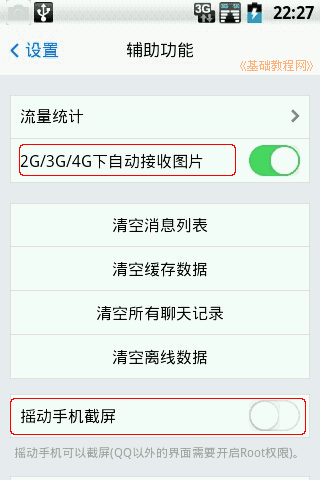 3G 3G 22:27
设置 辅助功能
《基础教程网》
流量统计
2G/3G/4G下自动接收图片
清空消息列表
清空缓存数据
清空所有聊天记录
清空离线数据
摇动手机截屏
摇动手机可以截屏(QQ以外的界面需要开启Root权限)。